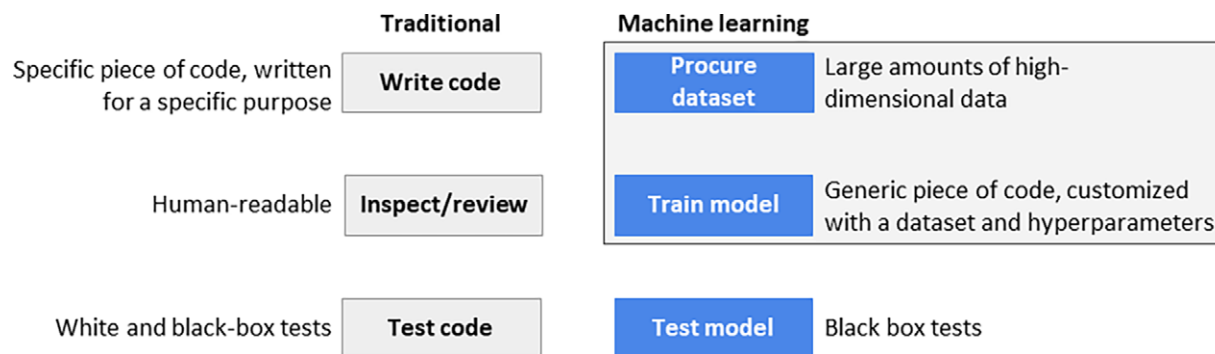 Traditional
Machine learning
Specific piece of code, written
for a specific purpose
Write code
Procure
dataset
Large amounts of high-
dimensional data
Human-readable
Inspect/review
Train model
Generic piece of code, customized
with a dataset and hyperparameters
White and black-box tests
Test code
Test model
Black box tests